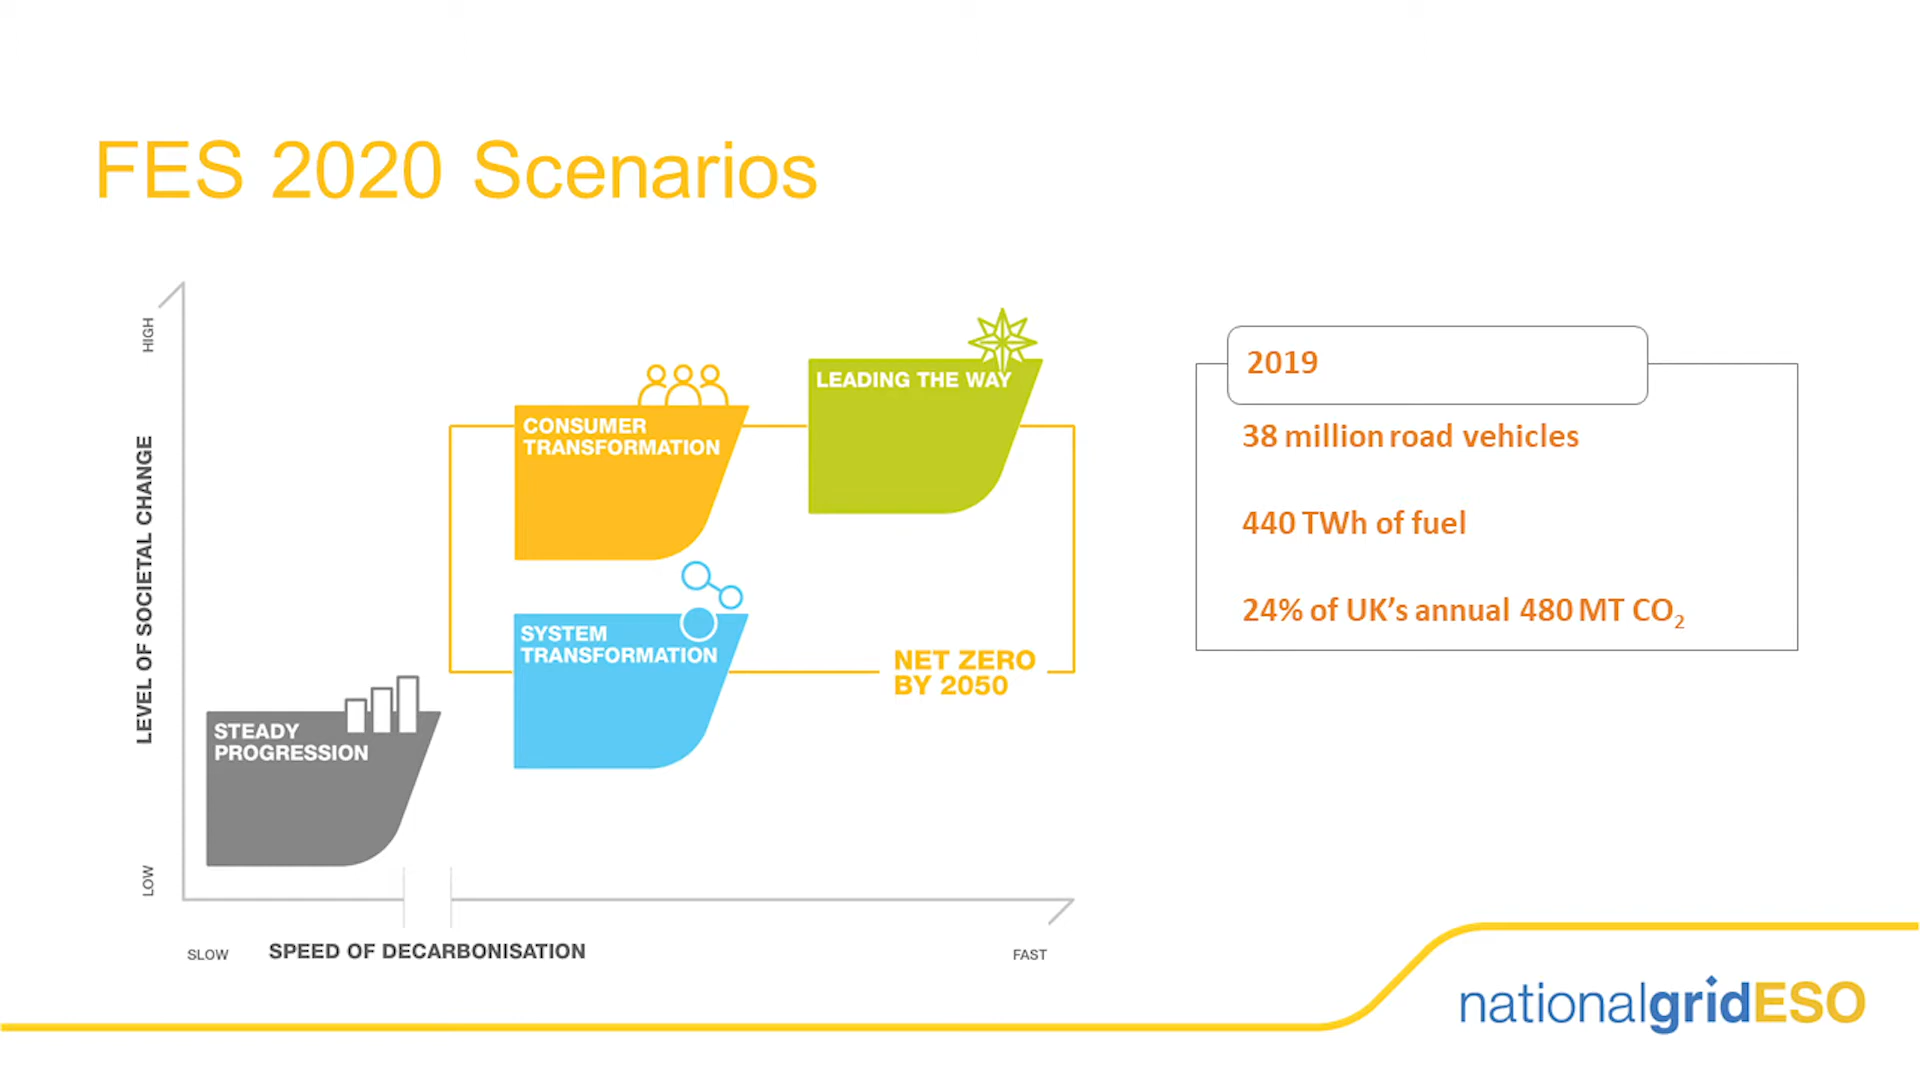 FES 2020 Scenarios
HIGH
LEVEL OF SOCIETAL CHANGE
LOW
LEADING THE WAY
CONSUMER
TRANSFORMATION
SYSTEM
TRANSFORMATION
NET ZERO
BY 2050
STEADY
PROGRESSION
SLOW
SPEED OF DECARBONISATION
FAST
2019
38 million road vehicles
440 TWh of fuel
24% of UK’s annual 480 MT CO₂
nationalgridESO